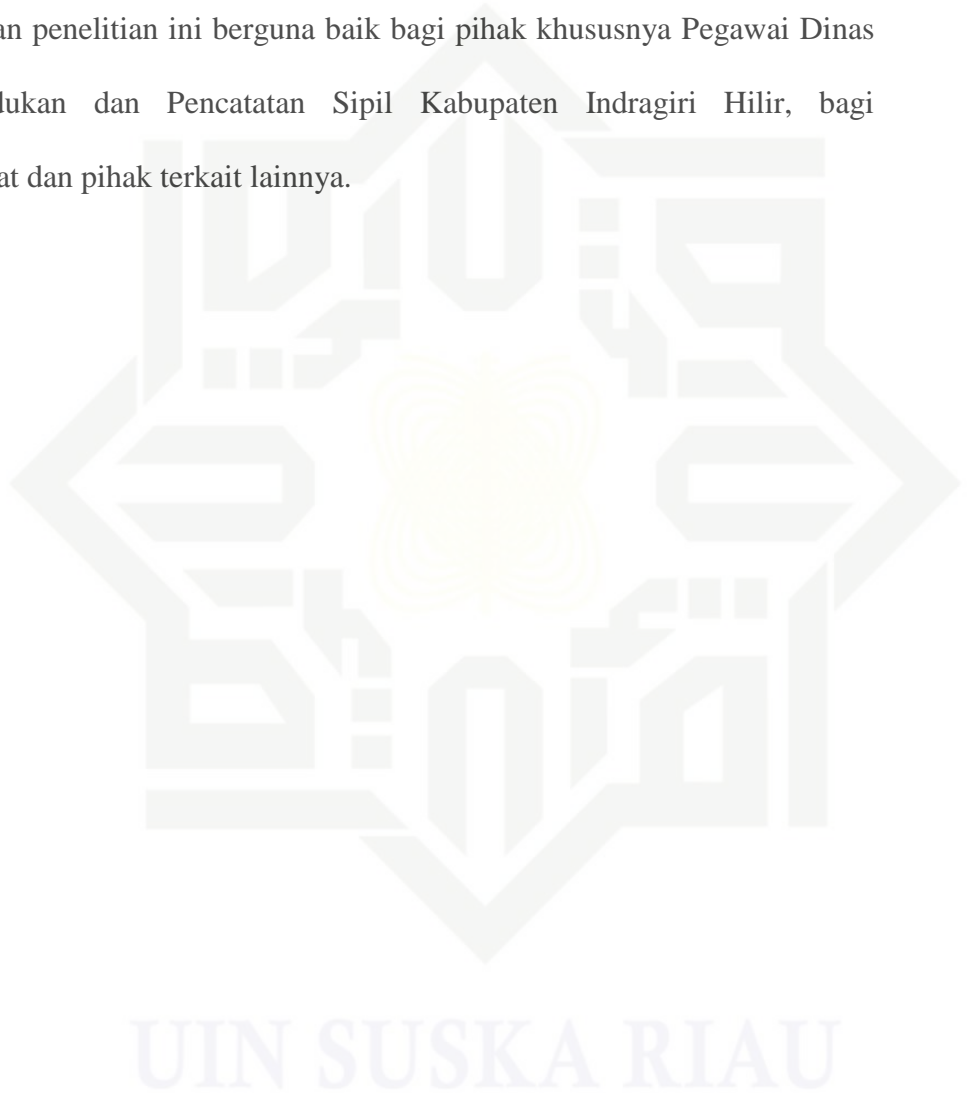 an penelitian ini berguna baik bagi pihak khususnya Pegawai Dinas
dukan dan Pencatatan Sipil Kabupaten Indragiri Hilir, bagi
at dan pihak terkait lainnya.
UIN SUSKA RIAU